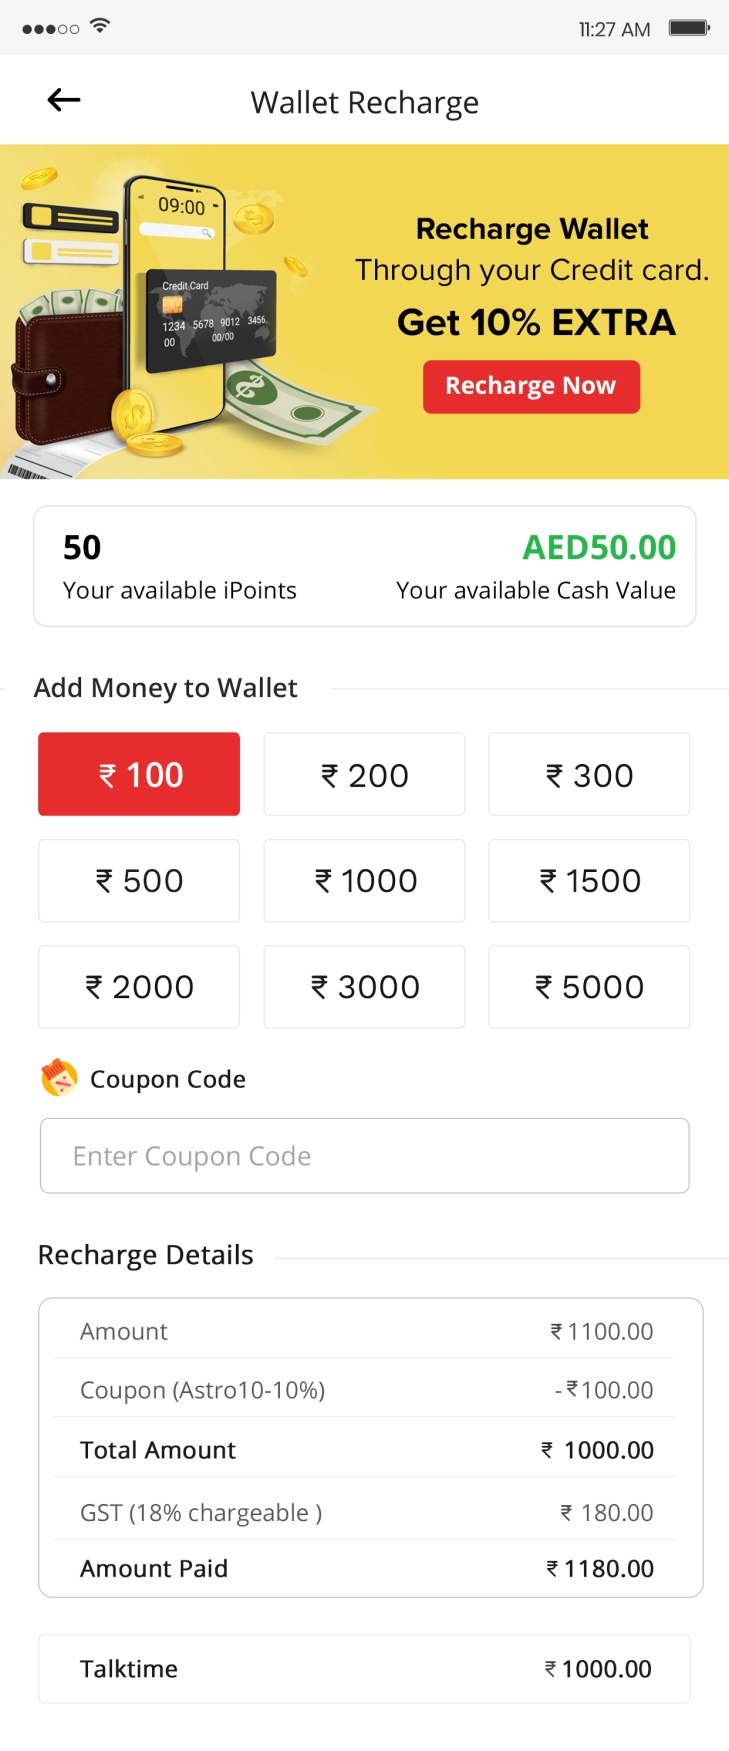 11:27 AM
Wallet Recharge
09:00
Credit Card
1234 5678 9012 3456
00 00/00
Recharge Wallet
Through your Credit card.
Get 10% EXTRA
Recharge Now
50 AED50.00
Your available iPoints Your available Cash Value
Add Money to Wallet
₹ 100 ₹ 200 ₹ 300
₹ 500 ₹ 1000 ₹ 1500
₹ 2000 ₹ 3000 ₹ 5000
Coupon Code
Enter Coupon Code
Recharge Details
Amount ₹ 1100.00
Coupon (Astro10-10%) -₹100.00
Total Amount ₹ 1000.00
GST (18% chargeable ) ₹ 180.00
Amount Paid ₹ 1180.00
Talktime ₹ 1000.00